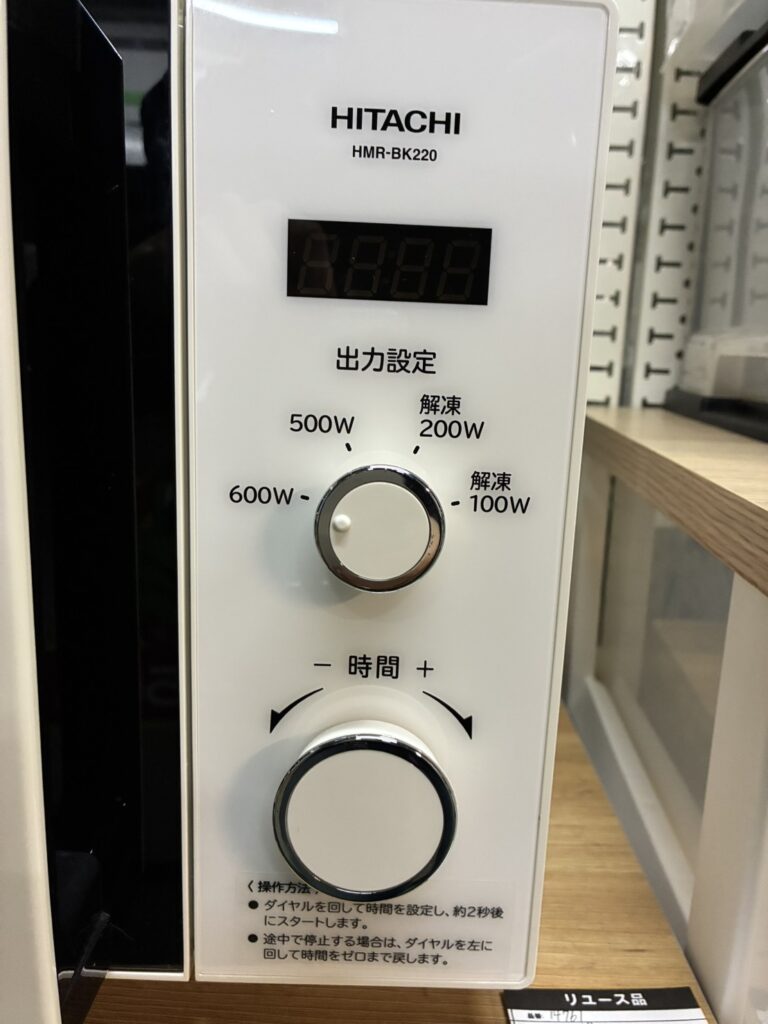 HITACHI
HMR-BK220
出力設定
500W
解凍
200W
600W
解凍
100W
− 時間 +
〈 操作方法
● ダイヤルを回して時間を設定し、約2秒後
にスタートします。
● 途中で停止する場合は、ダイヤルを左に
回して時間をゼロまで戻します。
リユース品
品番